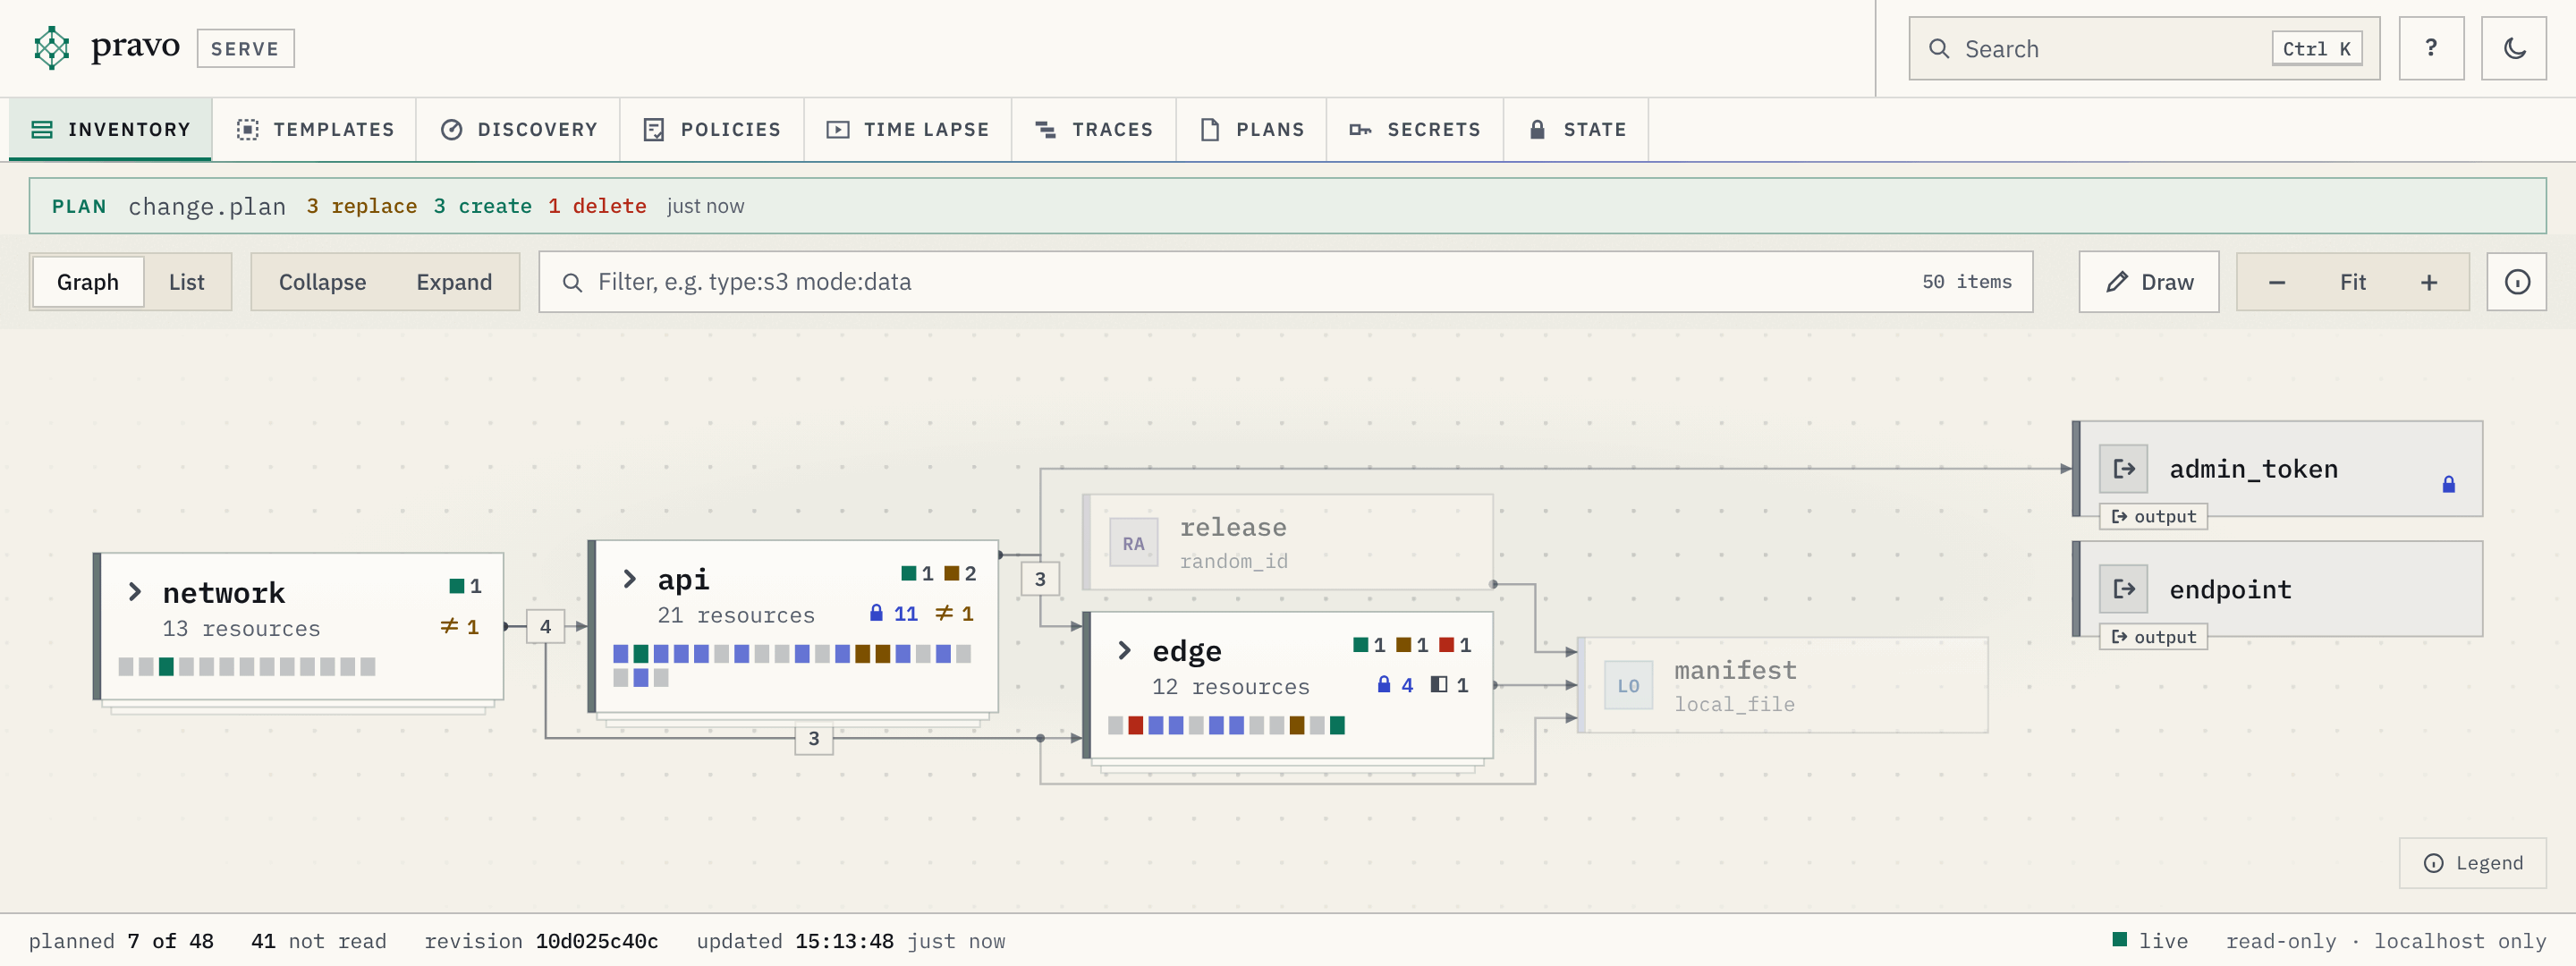 pravo SERVE
Search Ctrl K ?
INVENTORY TEMPLATES DISCOVERY POLICIES TIME LAPSE TRACES PLANS SECRETS STATE
PLAN change.plan 3 replace 3 create 1 delete just now
Graph List Collapse Expand Filter, e.g. type:s3 mode:data 50 items Draw − Fit +
network 1
13 resources ≠ 1
4
api 1 2
21 resources 11 ≠ 1
3
3
RA release
random_id
edge 1 1 1
12 resources 4 1
LO manifest
local_file
admin_token
output
endpoint
output
Legend
planned 7 of 48 41 not read revision 10d025c40c updated 15:13:48 just now live read-only · localhost only